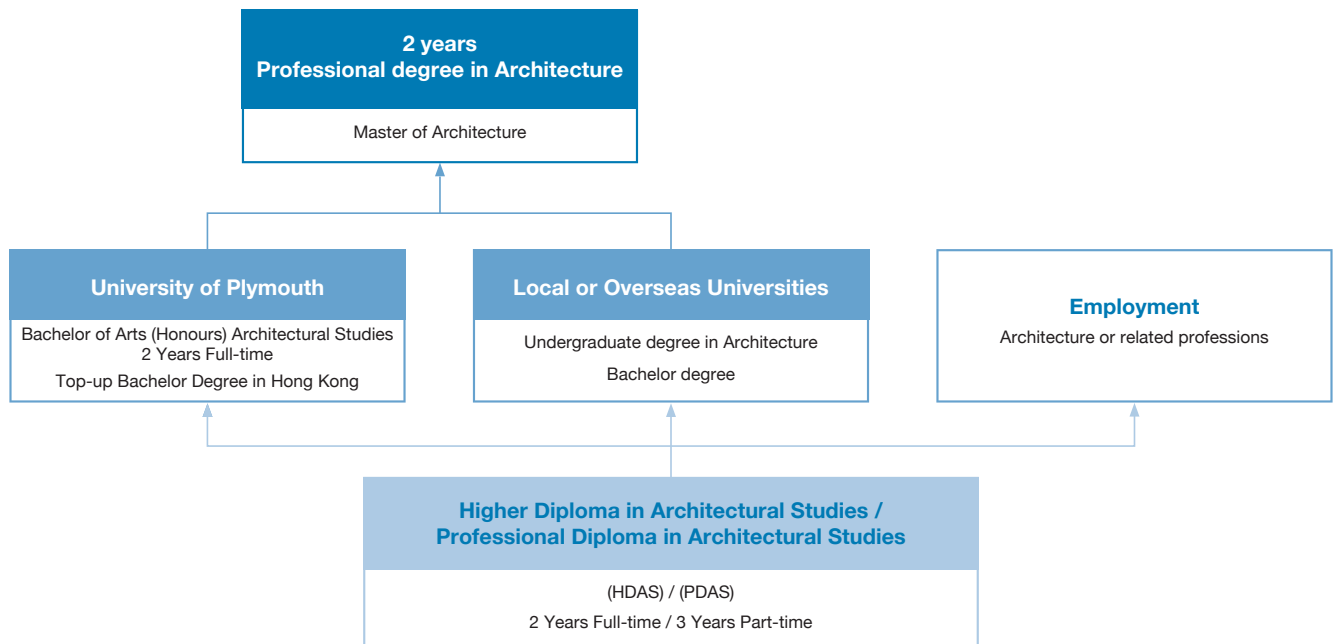 2 years
Professional degree in Architecture
Master of Architecture
University of Plymouth
Bachelor of Arts (Honours) Architectural Studies
2 Years Full-time
Top-up Bachelor Degree in Hong Kong
Local or Overseas Universities
Undergraduate degree in Architecture
Bachelor degree
Employment
Architecture or related professions
Higher Diploma in Architectural Studies /
Professional Diploma in Architectural Studies
(HDAS) / (PDAS)
2 Years Full-time / 3 Years Part-time